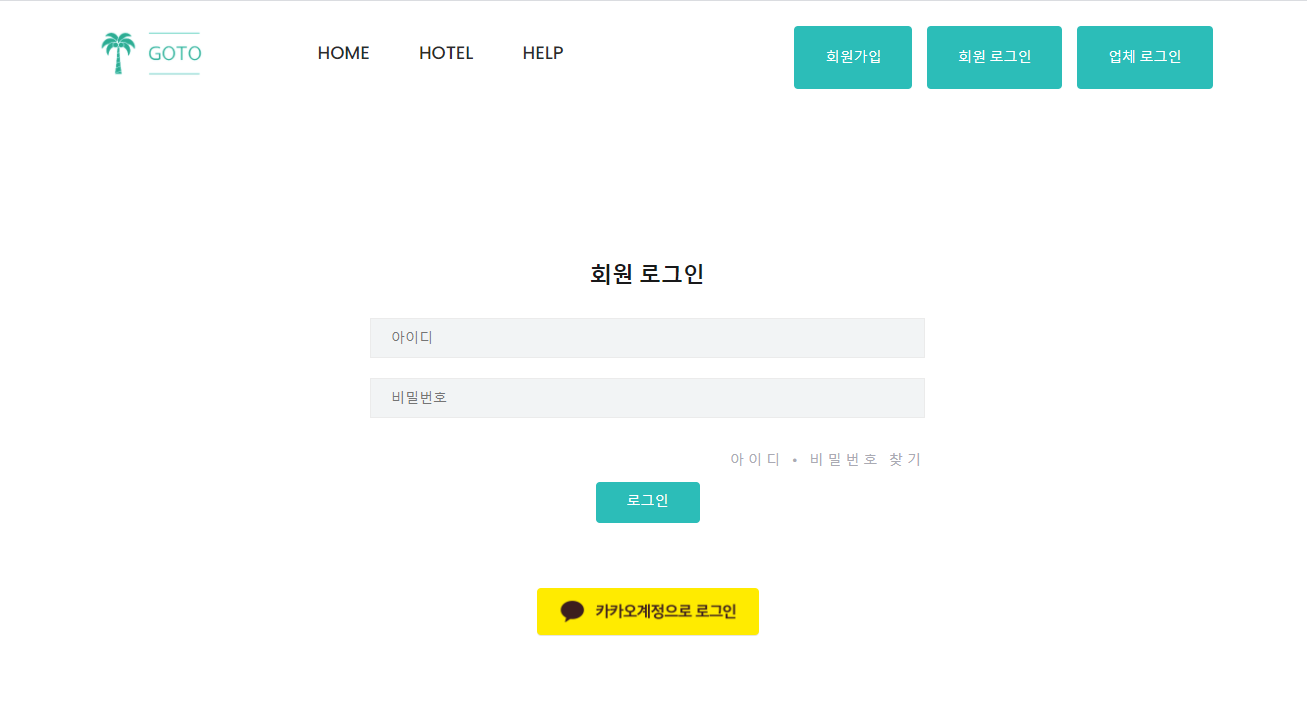 GOTO
HOME HOTEL HELP
회원가입 회원 로그인 업체 로그인
회원 로그인
아이디
비밀번호
아이디 • 비밀번호 찾기
로그인
카카오계정으로 로그인